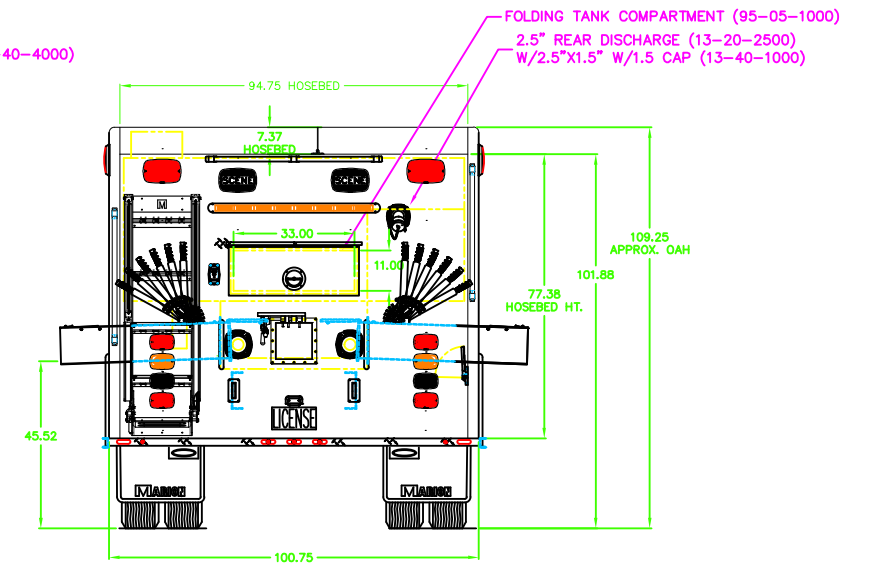 FOLDING TANK COMPARTMENT (95-05-1000)
2.5" REAR DISCHARGE (13-20-2500)
W/2.5"X1.5" W/1.5 CAP (13-40-1000)
-40-4000)
94.75 HOSEBED
7.37
HOSEBED
SCENE
SCENE
M
33.00
11.00
109.25
APPROX. OAH
101.88
77.38
HOSEBED HT.
45.52
LICENSE
MARION
MARION
100.75